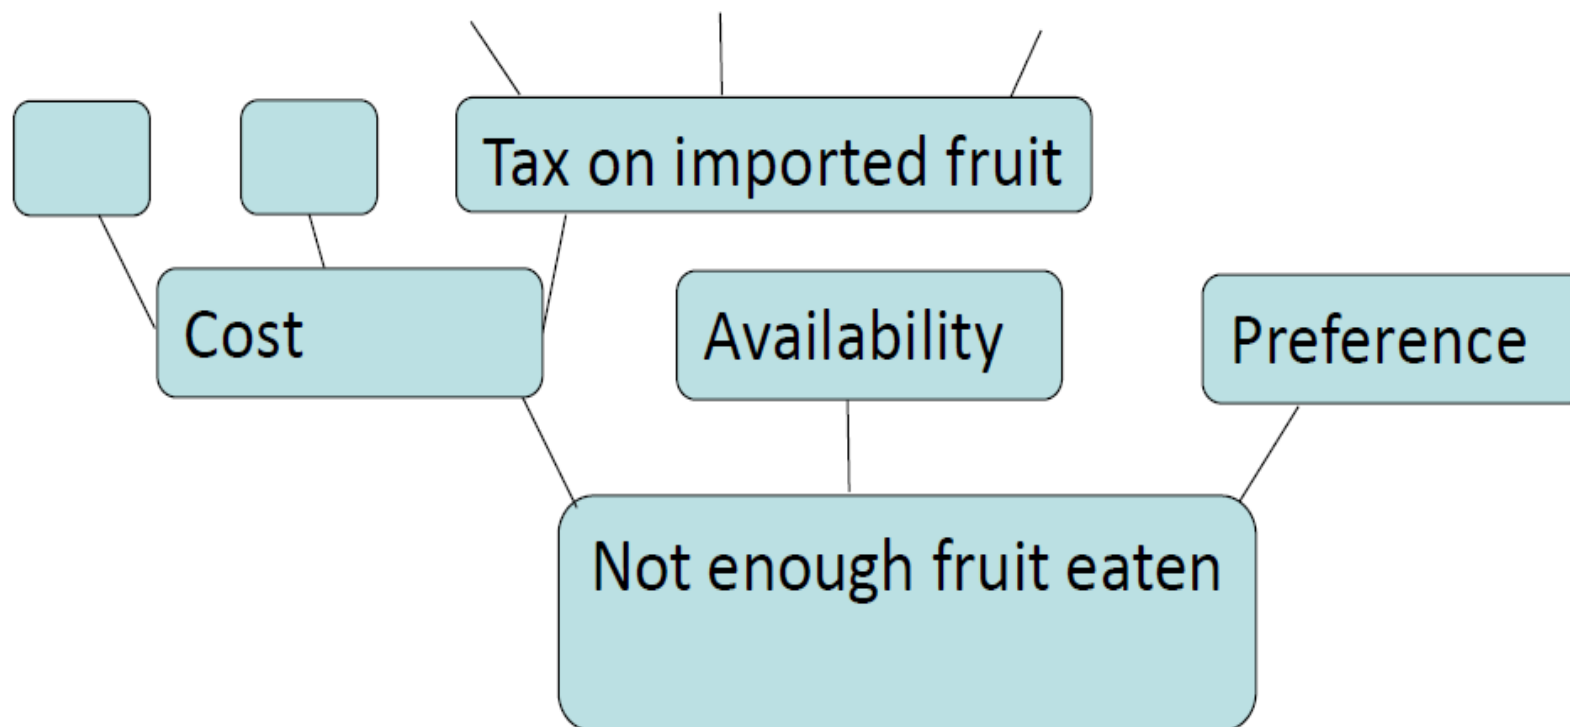 Tax on imported fruit
Cost
Availability
Preference
Not enough fruit eaten